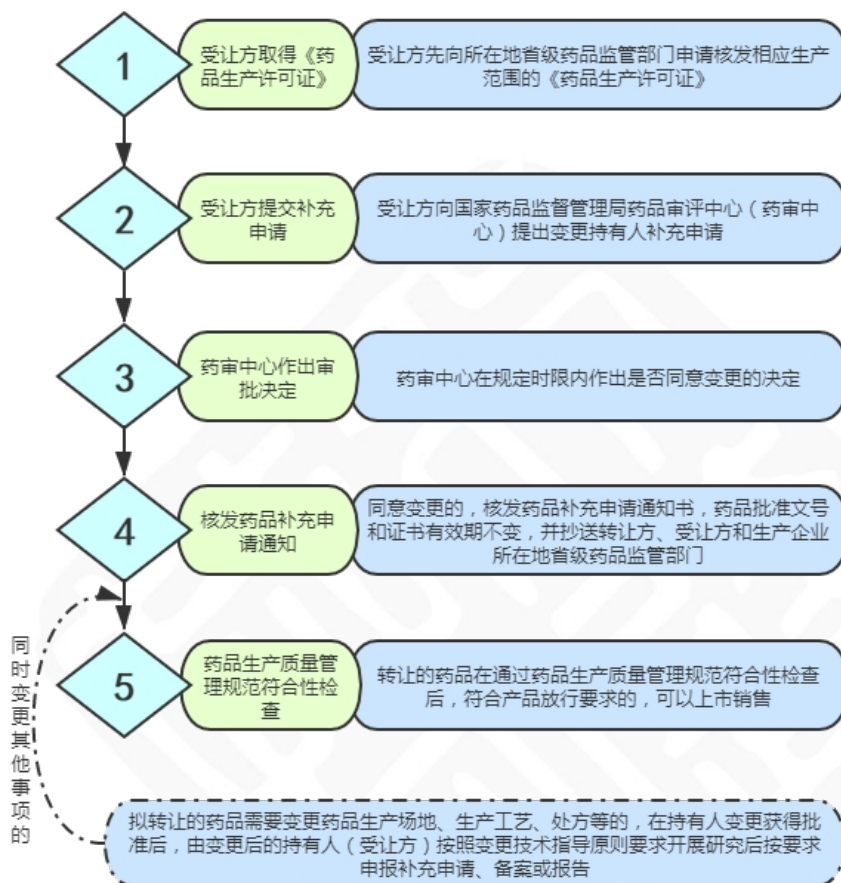 1
受让方取得《药
品生产许可证》
受让方先向所在地省级药品监管部门申请核发相应生产
范围的《药品生产许可证》
2
受让方提交补充
申请
受让方向国家药品监督管理局药品审评中心（药审中
心）提出变更持有人补充申请
3
药审中心作出审
批决定
药审中心在规定时限内作出是否同意变更的决定
4
核发药品补充申
请通知
同意变更的，核发药品补充申请通知书，药品批准文号
和证书有效期不变，并抄送转让方、受让方和生产企业
所在地省级药品监管部门
5
药品生产质量管
理规范符合性检
查
转让的药品在通过药品生产质量管理规范符合性检查
后，符合产品放行要求的，可以上市销售
同时变更其他事项的
拟转让的药品需要变更药品生产场地、生产工艺、处方等的，在持有人变更获得批
准后，由变更后的持有人（受让方）按照变更技术指导原则要求开展研究后按要求
申报补充申请、备案或报告